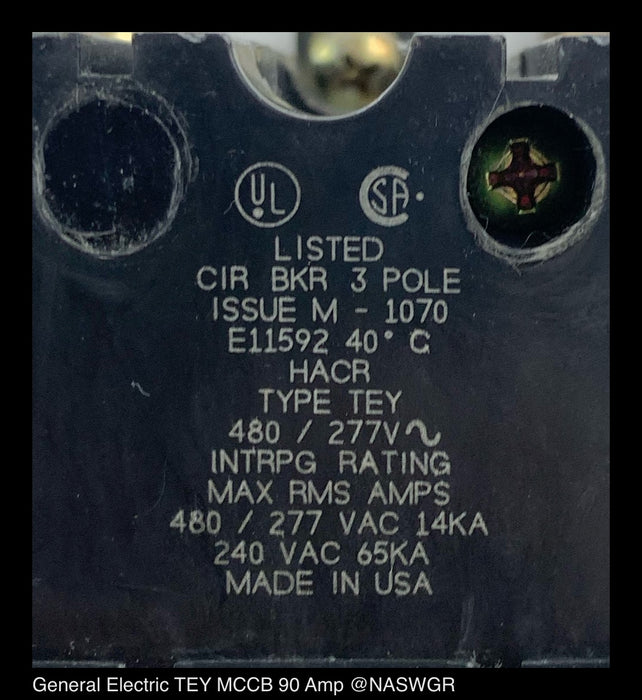 UL
SA
LISTED
CIR BKR 3 POLE
ISSUE M - 1070
E11592 40° C
HACR
TYPE TEY
480 / 277V∿
INTRPG RATING
MAX RMS AMPS
480 / 277 VAC 14KA
240 VAC 65KA
MADE IN USA
General Electric TEY MCCB 90 Amp @NASWGR